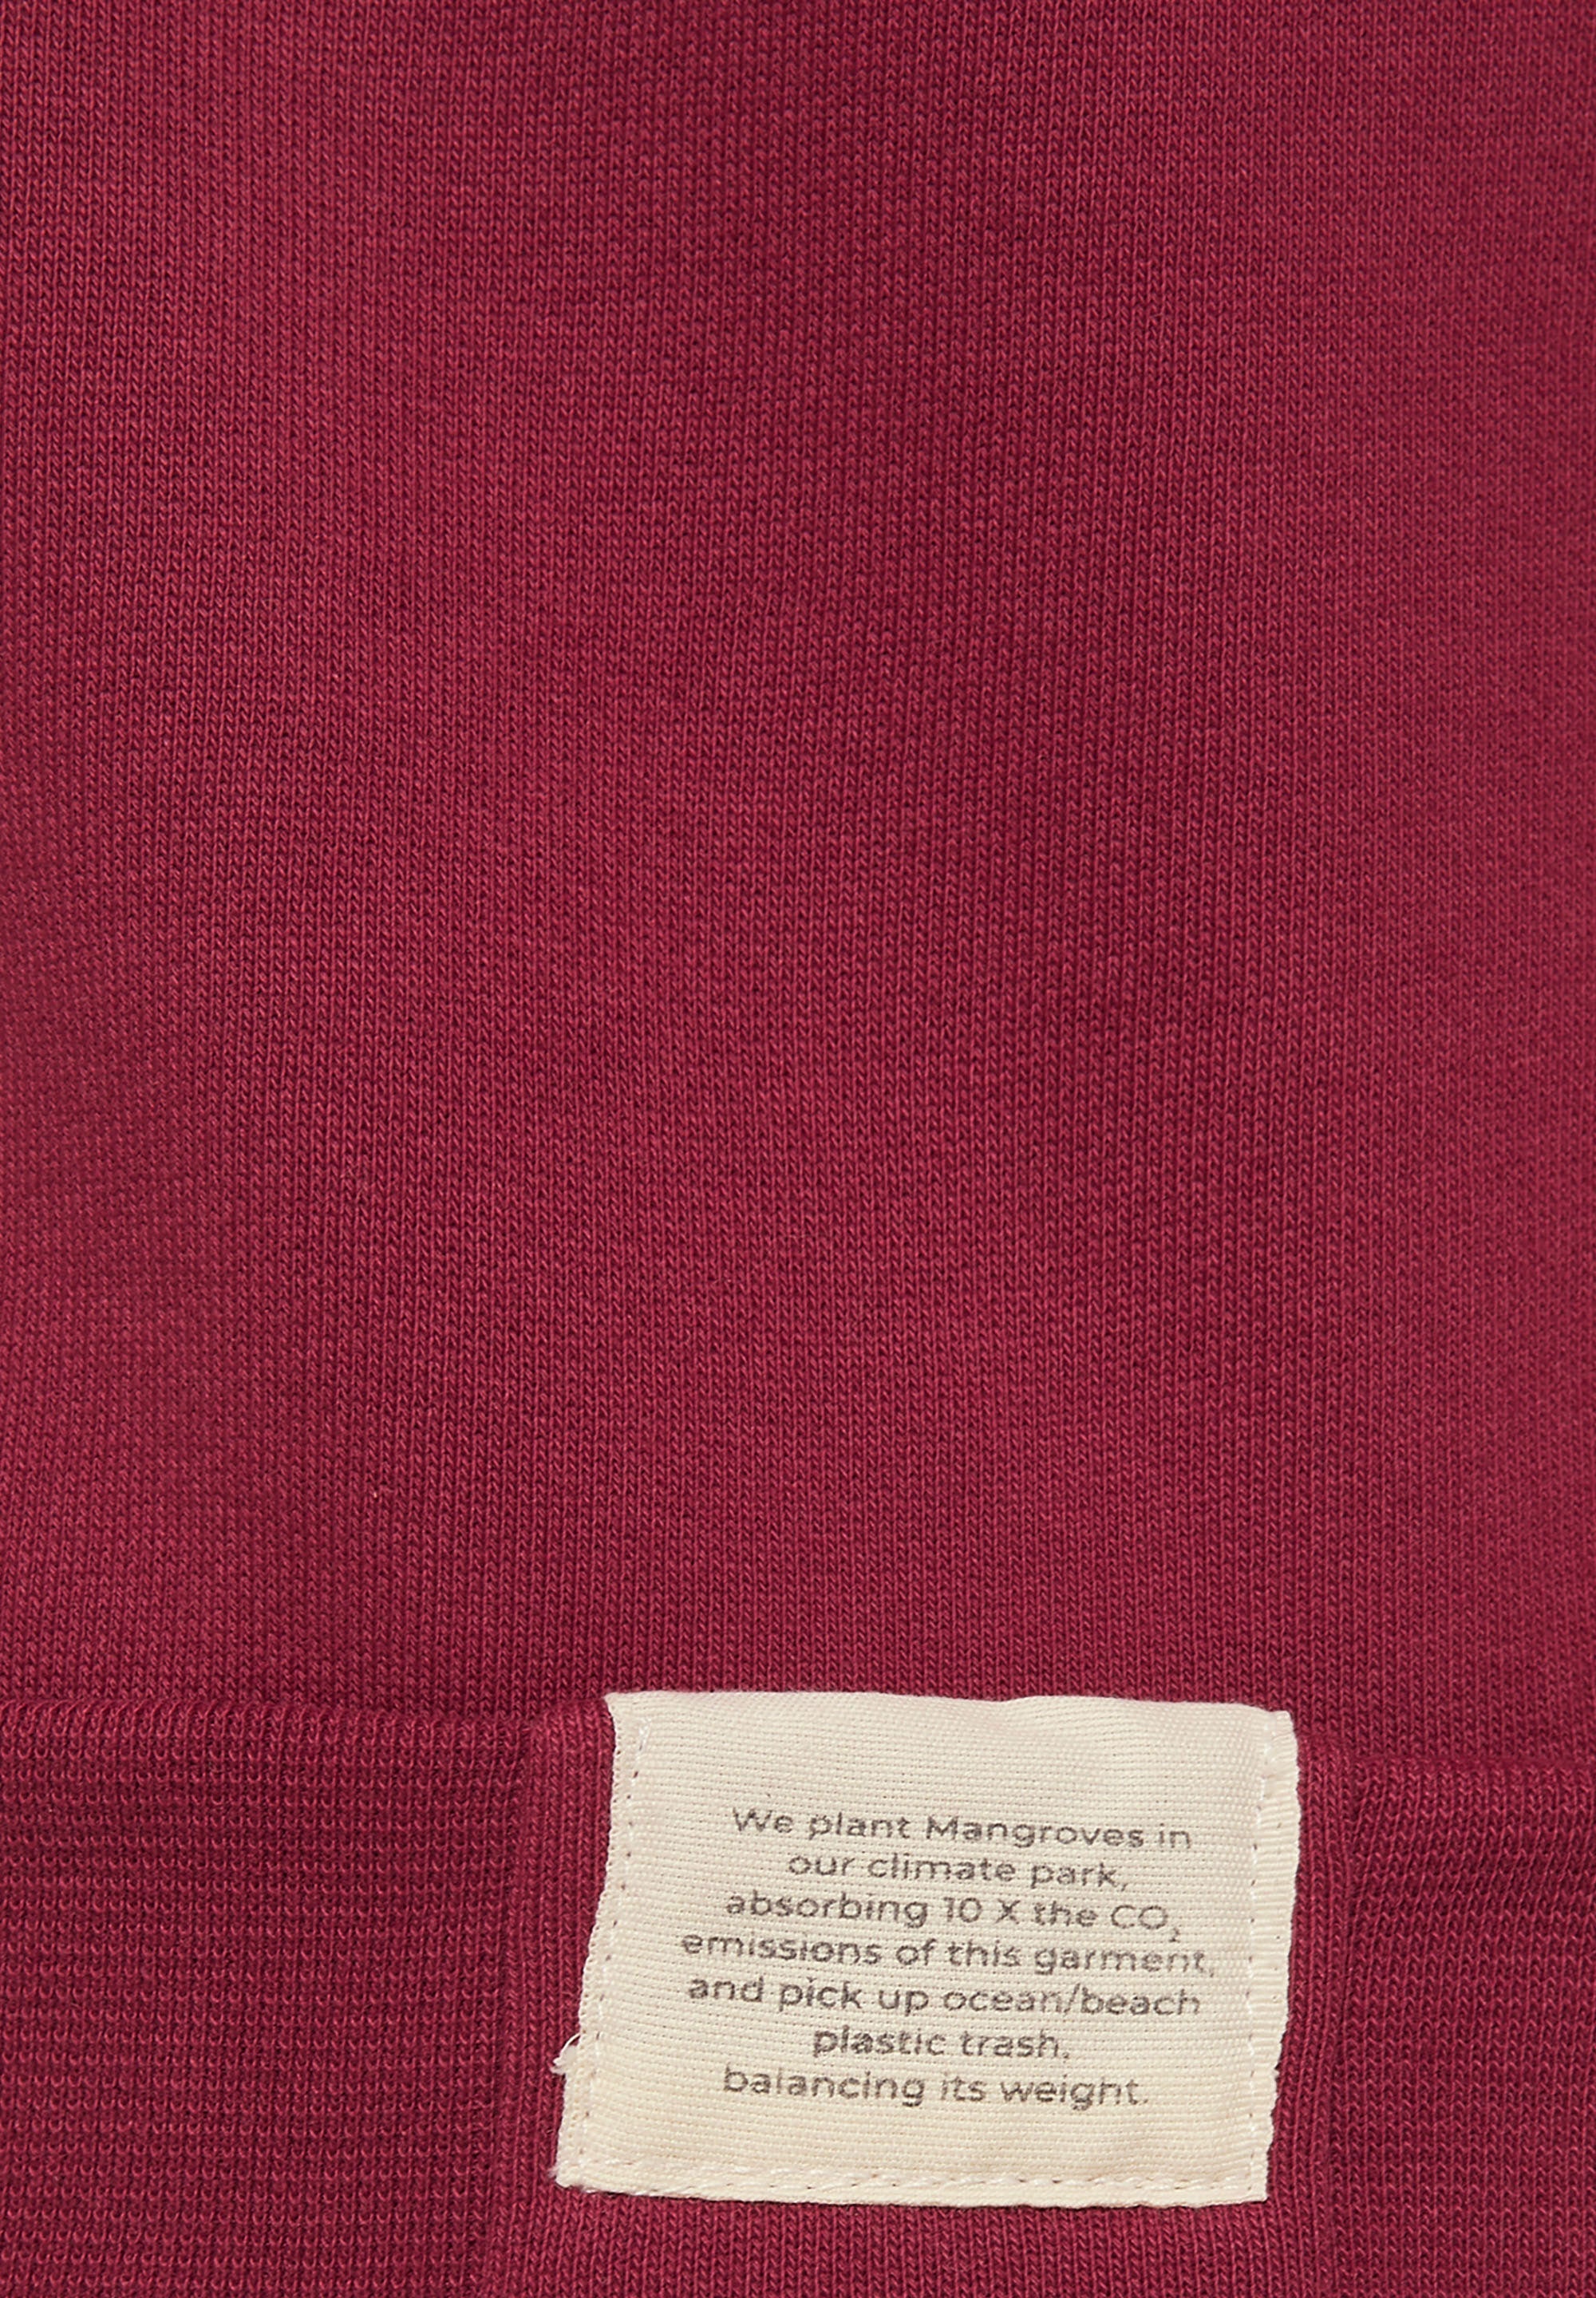 We plant Mangroves in
our climate park,
absorbing 10 X the CO₂
emissions of this garment,
and pick up ocean/beach
plastic trash,
balancing its weight.